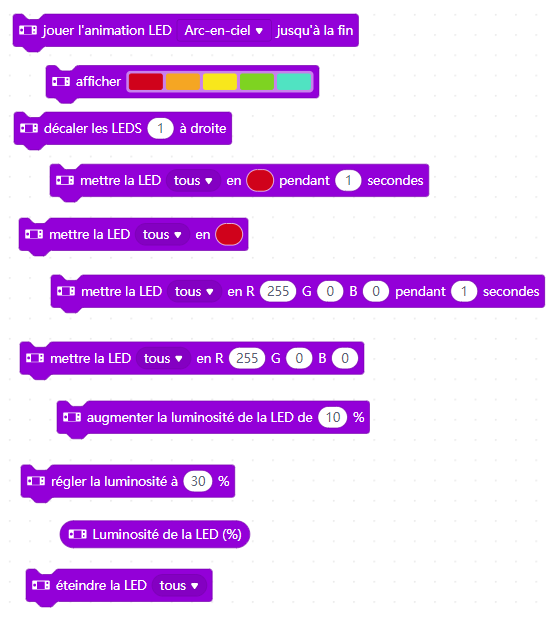 jouer l'animation LED Arc-en-ciel jusqu'à la fin
afficher
décaler les LEDS 1 à droite
mettre la LED tous en pendant 1 secondes
mettre la LED tous en
mettre la LED tous en R 255 G 0 B 0 pendant 1 secondes
mettre la LED tous en R 255 G 0 B 0
augmenter la luminosité de la LED de 10 %
régler la luminosité à 30 %
Luminosité de la LED (%)
éteindre la LED tous